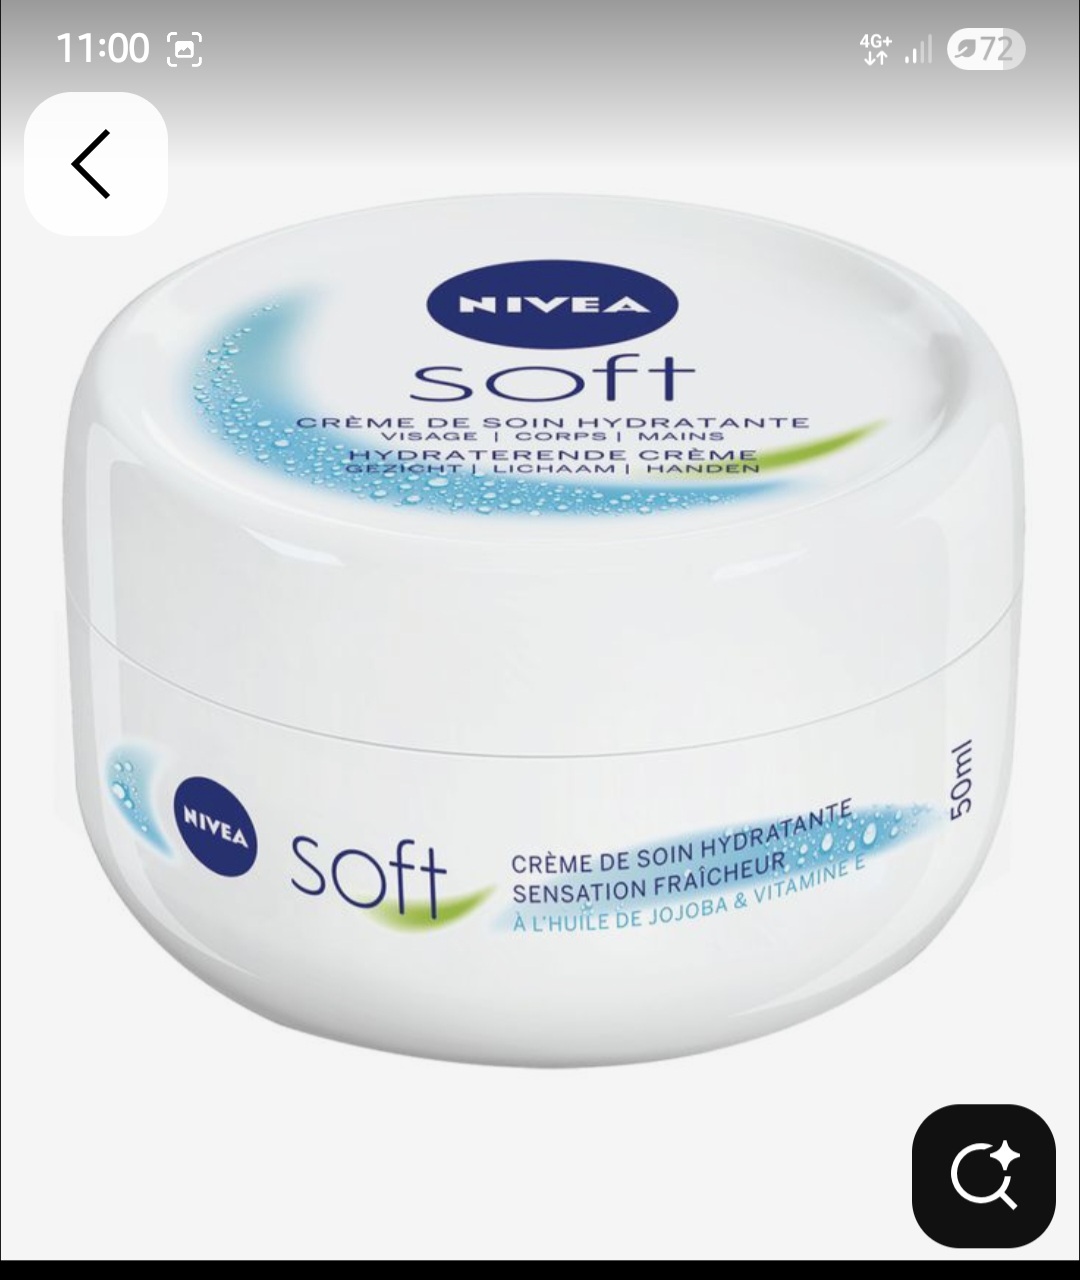 11:00
4G+
72
NIVEA
soft
CRÈME DE SOIN HYDRATANTE
VISAGE | CORPS | MAINS
HYDRATERENDE CRÈME
GEZICHT | LICHAAM | HANDEN
NIVEA
soft
CRÈME DE SOIN HYDRATANTE
SENSATION FRAÎCHEUR
À L'HUILE DE JOJOBA & VITAMINE E
50ml